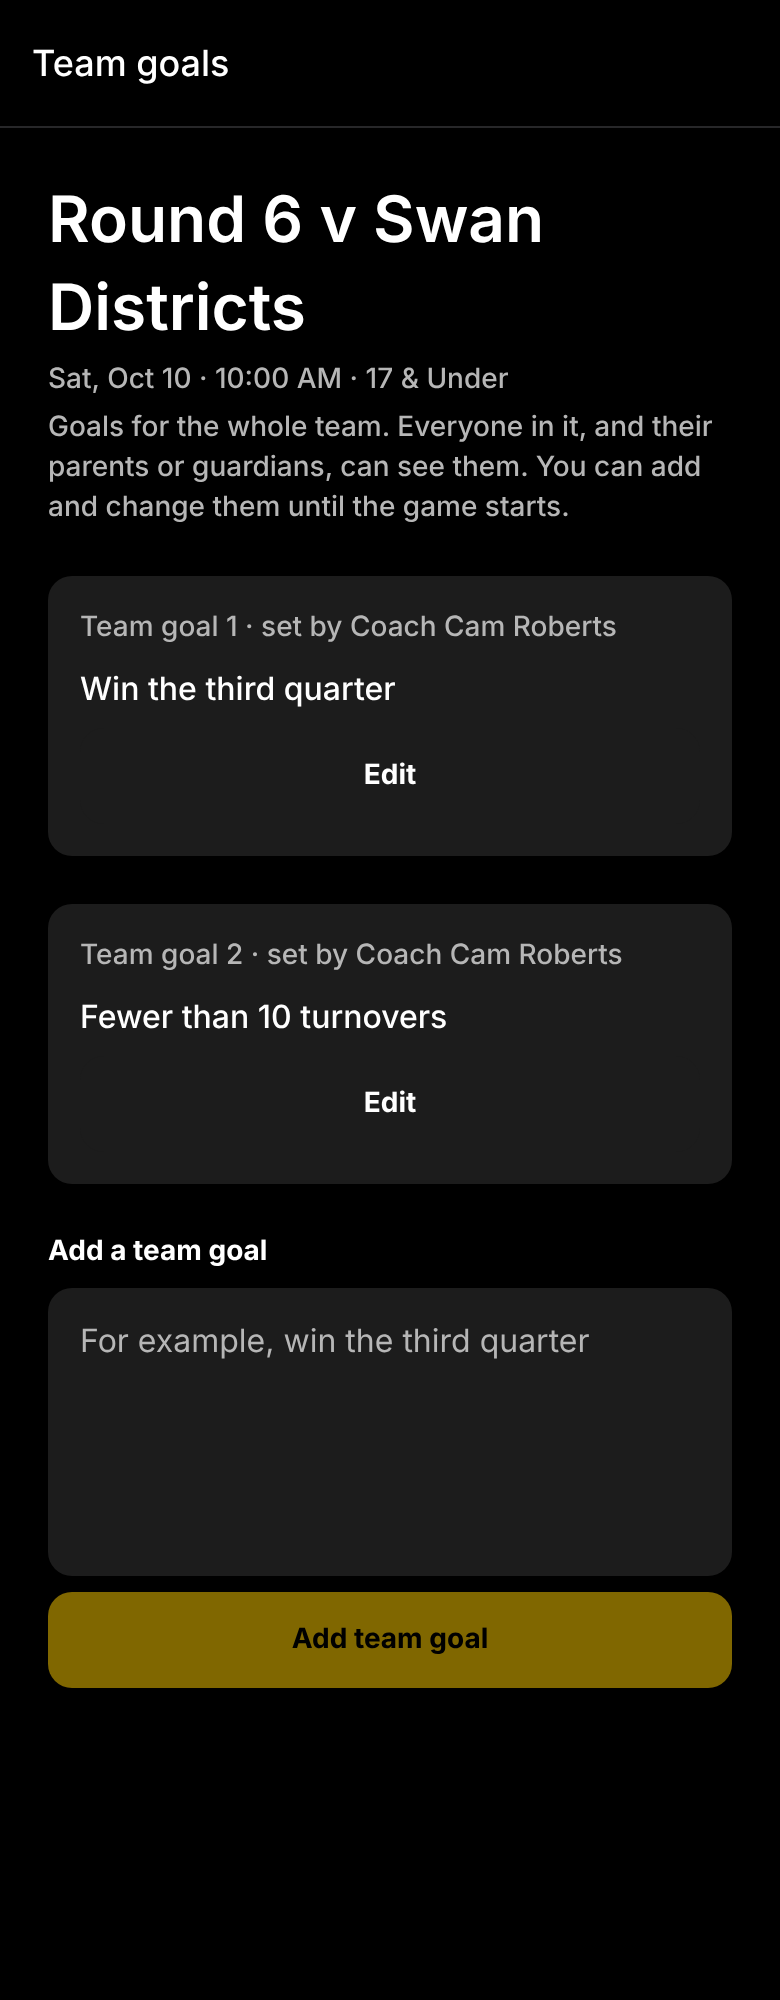 Team goals
Round 6 v Swan
Districts
Sat, Oct 10 · 10:00 AM · 17 & Under
Goals for the whole team. Everyone in it, and their
parents or guardians, can see them. You can add
and change them until the game starts.
Team goal 1 · set by Coach Cam Roberts
Win the third quarter
Edit
Team goal 2 · set by Coach Cam Roberts
Fewer than 10 turnovers
Edit
Add a team goal
For example, win the third quarter
Add team goal